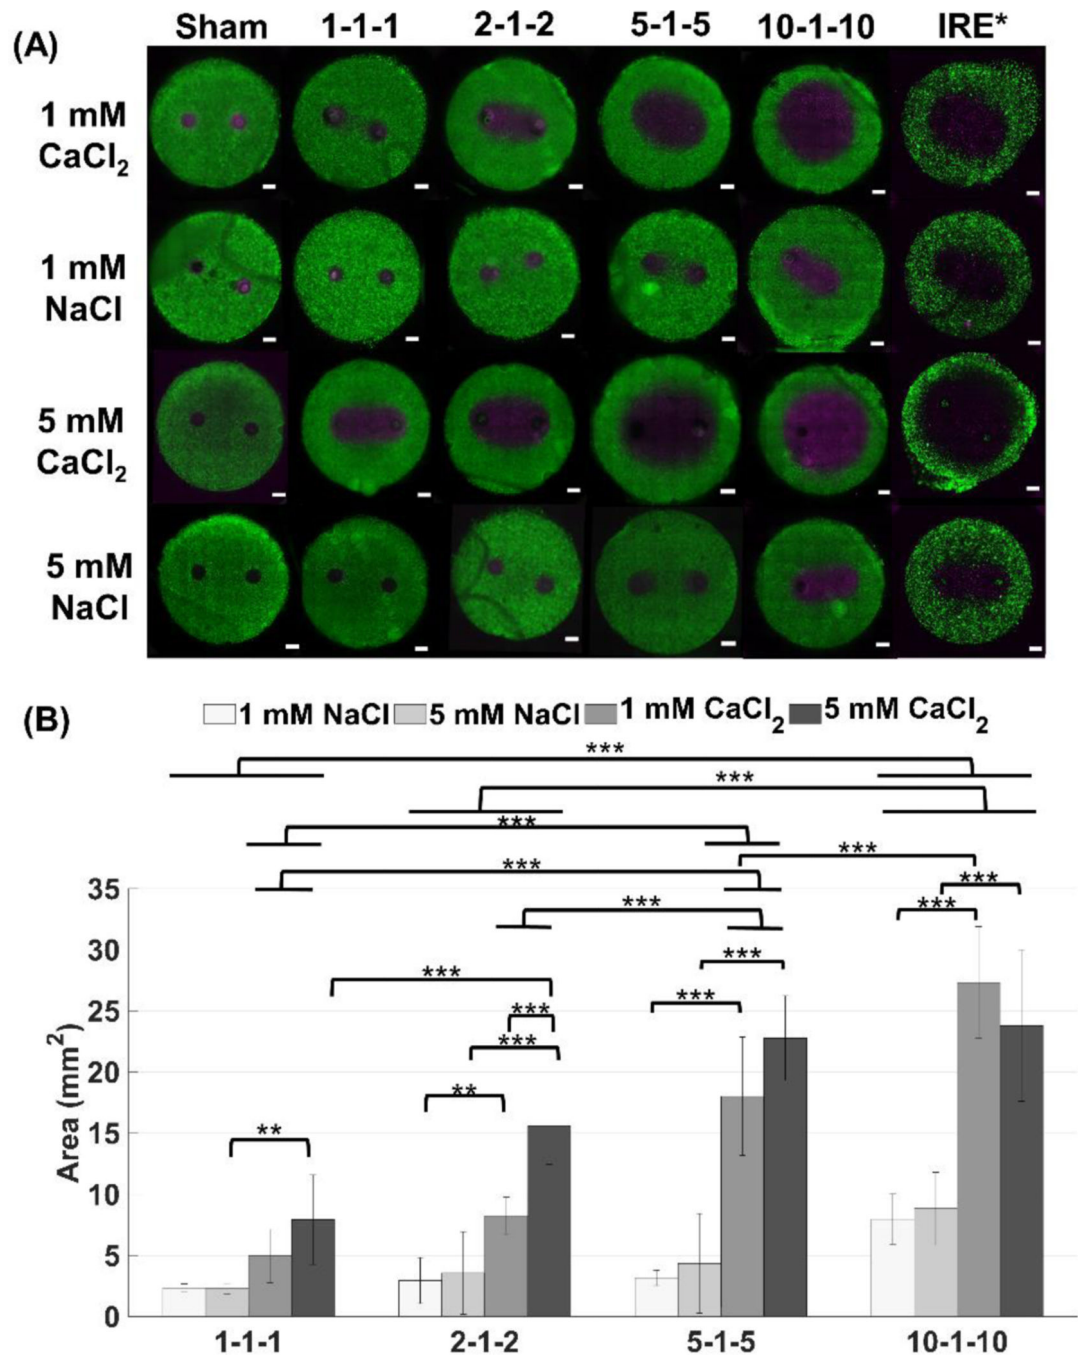 (A)
Sham 1-1-1 2-1-2 5-1-5 10-1-10 IRE*
1 mM
CaCl2
1 mM
NaCl
5 mM
CaCl2
5 mM
NaCl
(B)
1 mM NaCl 5 mM NaCl 1 mM CaCl2 5 mM CaCl2
***
***
***
***
***
***
***
***
***
***
***
***
***
**
**
Area (mm2)
35
30
25
20
15
10
5
0
1-1-1 2-1-2 5-1-5 10-1-10